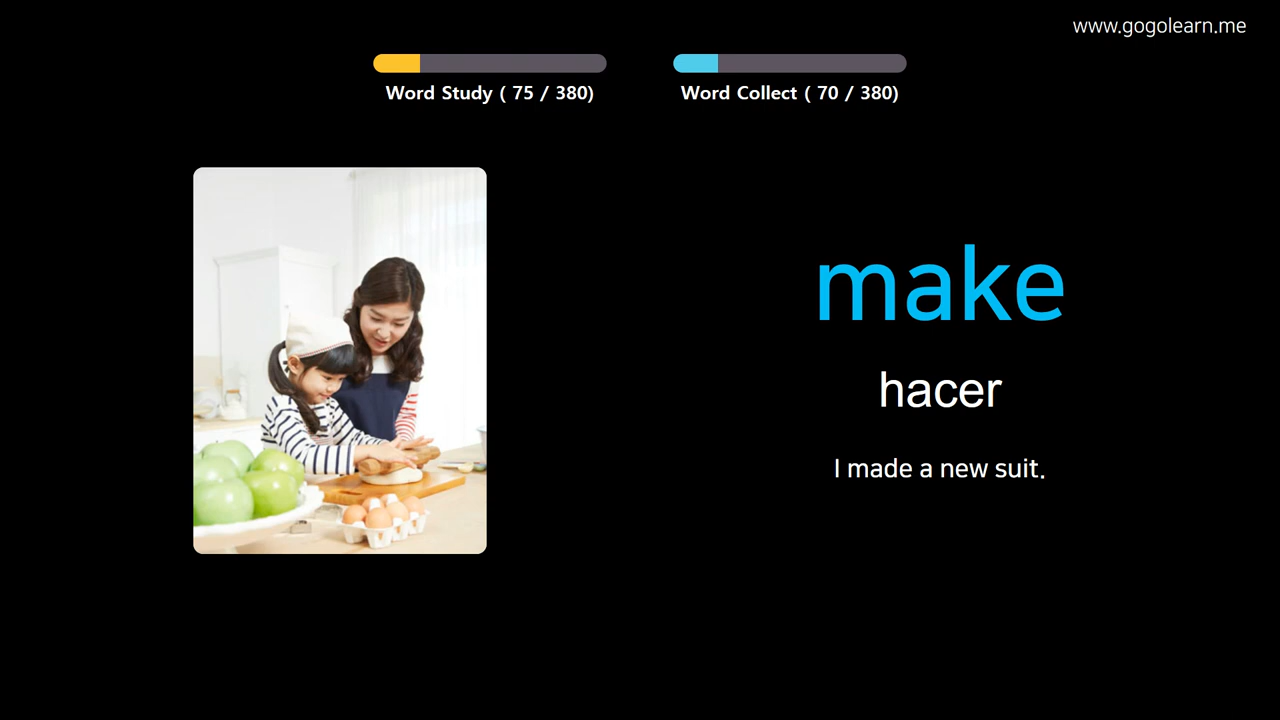 www.gogolearn.me
Word Study ( 75 / 380)
Word Collect ( 70 / 380)
make
hacer
I made a new suit.